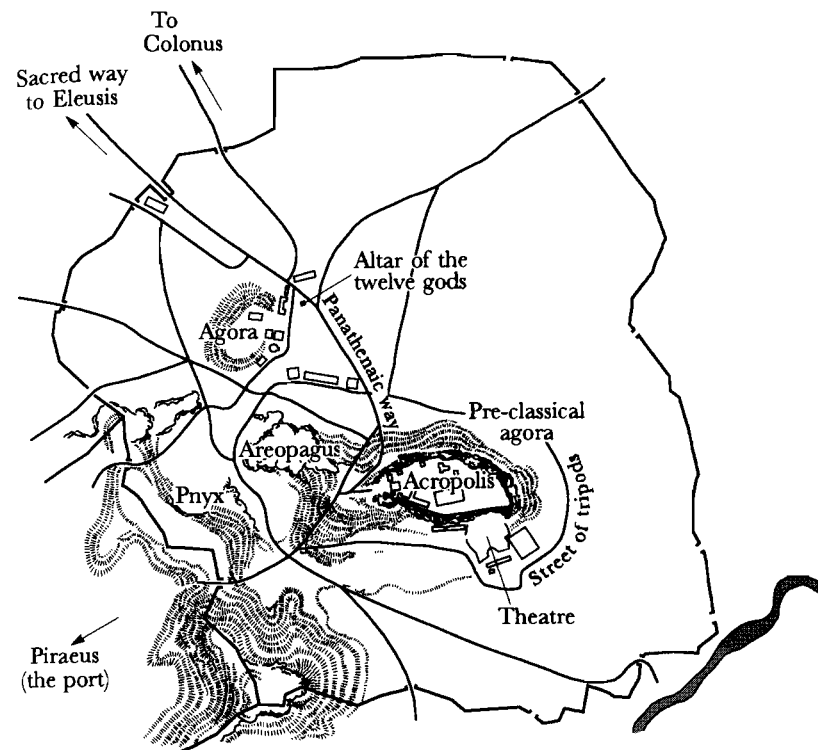 To
Colonus
Sacred way
to Eleusis
Altar of the
twelve gods
Agora
Panathenaic way
Pre-classical
agora
Areopagus
Acropolis
Pnyx
Street of tripods
Theatre
Piraeus
(the port)